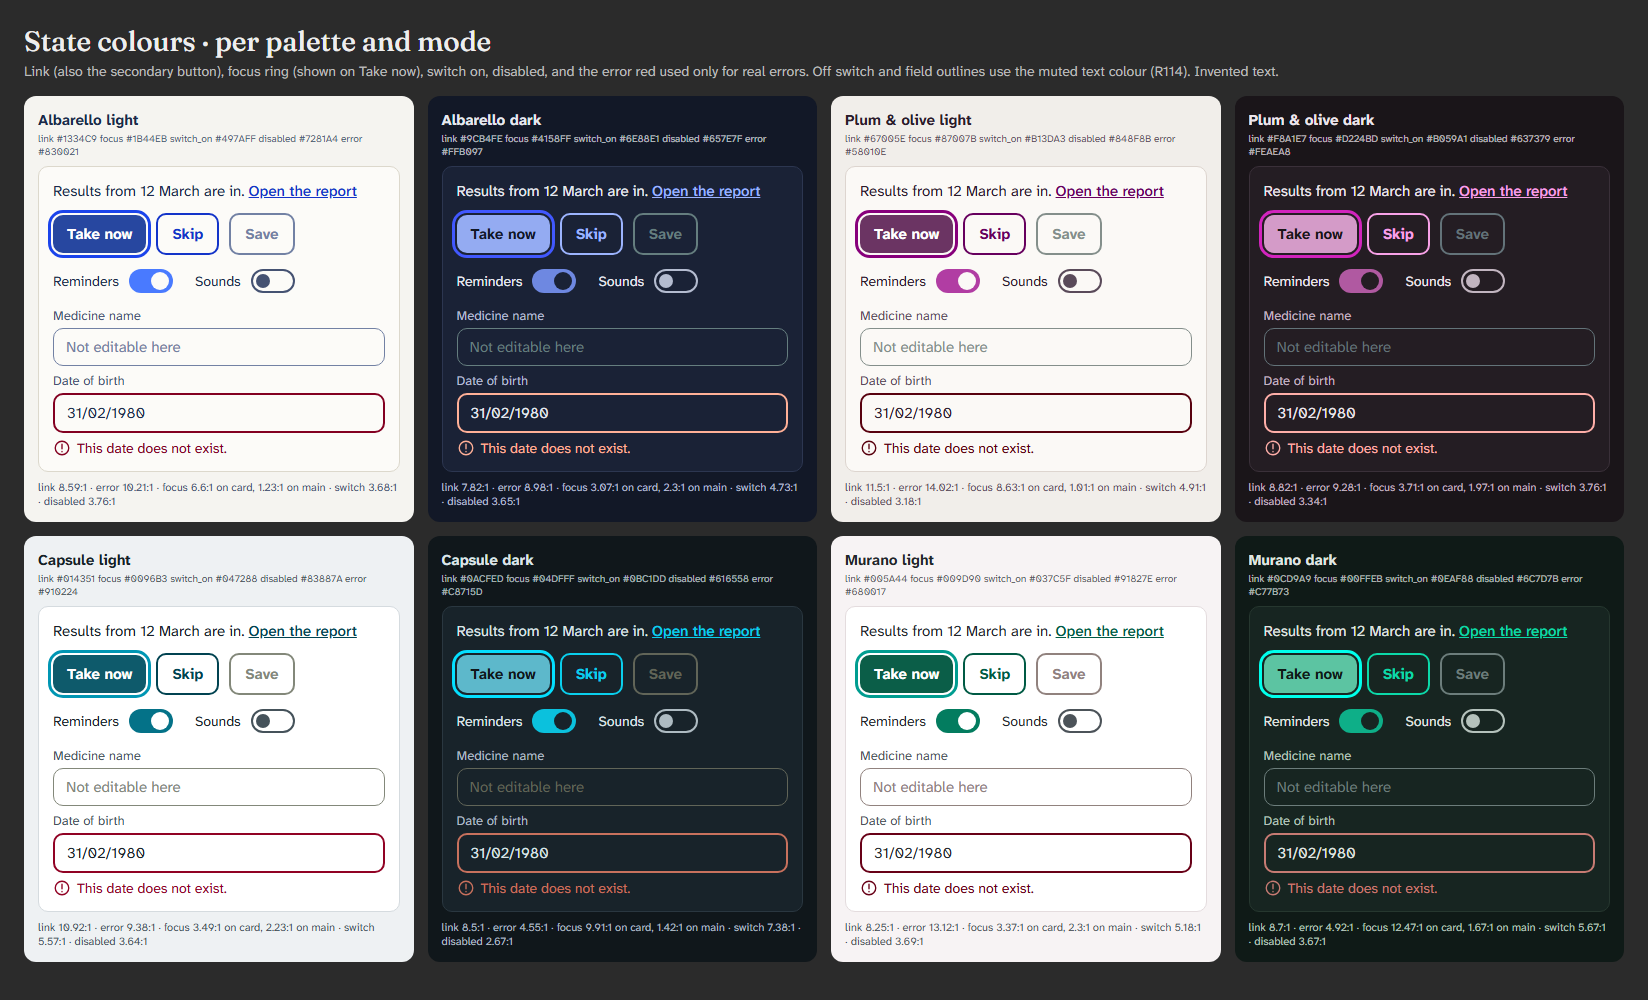 State colours · per palette and mode
Link (also the secondary button), focus ring (shown on Take now), switch on, disabled, and the error red used only for real errors. Off switch and field outlines use the muted text colour (R114). Invented text.
Albarello light
link #1334C9 focus #1B44EB switch_on #497AFF disabled #7281A4 error
#830021
Results from 12 March are in. Open the report
Take now Skip Save
Reminders Sounds
Medicine name
Not editable here
Date of birth
31/02/1980
This date does not exist.
link 8.59:1 · error 10.21:1 · focus 6.6:1 on card, 1.23:1 on main · switch 3.68:1
· disabled 3.76:1
Albarello dark
link #9CB4FE focus #4158FF switch_on #6E88E1 disabled #657E7F error
#FFB097
Results from 12 March are in. Open the report
Take now Skip Save
Reminders Sounds
Medicine name
Not editable here
Date of birth
31/02/1980
This date does not exist.
link 7.82:1 · error 8.98:1 · focus 3.07:1 on card, 2.3:1 on main · switch 4.73:1
· disabled 3.65:1
Plum & olive light
link #67005E focus #87007B switch_on #B13DA3 disabled #848F8B error
#58010E
Results from 12 March are in. Open the report
Take now Skip Save
Reminders Sounds
Medicine name
Not editable here
Date of birth
31/02/1980
This date does not exist.
link 11.5:1 · error 14.02:1 · focus 8.63:1 on card, 1.01:1 on main · switch 4.91:1
· disabled 3.18:1
Plum & olive dark
link #F8A1E7 focus #D224BD switch_on #B059A1 disabled #637379 error
#FEAEA8
Results from 12 March are in. Open the report
Take now Skip Save
Reminders Sounds
Medicine name
Not editable here
Date of birth
31/02/1980
This date does not exist.
link 8.82:1 · error 9.28:1 · focus 3.71:1 on card, 1.97:1 on main · switch 3.76:1
· disabled 3.34:1
Capsule light
link #014351 focus #0096B3 switch_on #047288 disabled #83887A error
#910224
Results from 12 March are in. Open the report
Take now Skip Save
Reminders Sounds
Medicine name
Not editable here
Date of birth
31/02/1980
This date does not exist.
link 10.92:1 · error 9.38:1 · focus 3.49:1 on card, 2.23:1 on main · switch
5.57:1 · disabled 3.64:1
Capsule dark
link #0ACFED focus #04DFFF switch_on #0BC1DD disabled #616558 error
#C8715D
Results from 12 March are in. Open the report
Take now Skip Save
Reminders Sounds
Medicine name
Not editable here
Date of birth
31/02/1980
This date does not exist.
link 8.5:1 · error 4.55:1 · focus 9.91:1 on card, 1.42:1 on main · switch 7.38:1 ·
disabled 2.67:1
Murano light
link #005A44 focus #009D90 switch_on #037C5F disabled #91827E error
#680017
Results from 12 March are in. Open the report
Take now Skip Save
Reminders Sounds
Medicine name
Not editable here
Date of birth
31/02/1980
This date does not exist.
link 8.25:1 · error 13.12:1 · focus 3.37:1 on card, 2.3:1 on main · switch 5.18:1
· disabled 3.69:1
Murano dark
link #0CD9A9 focus #00FFEB switch_on #0EAF88 disabled #6C7D7B error
#C77B73
Results from 12 March are in. Open the report
Take now Skip Save
Reminders Sounds
Medicine name
Not editable here
Date of birth
31/02/1980
This date does not exist.
link 8.7:1 · error 4.92:1 · focus 12.47:1 on card, 1.67:1 on main · switch 5.67:1
· disabled 3.67:1